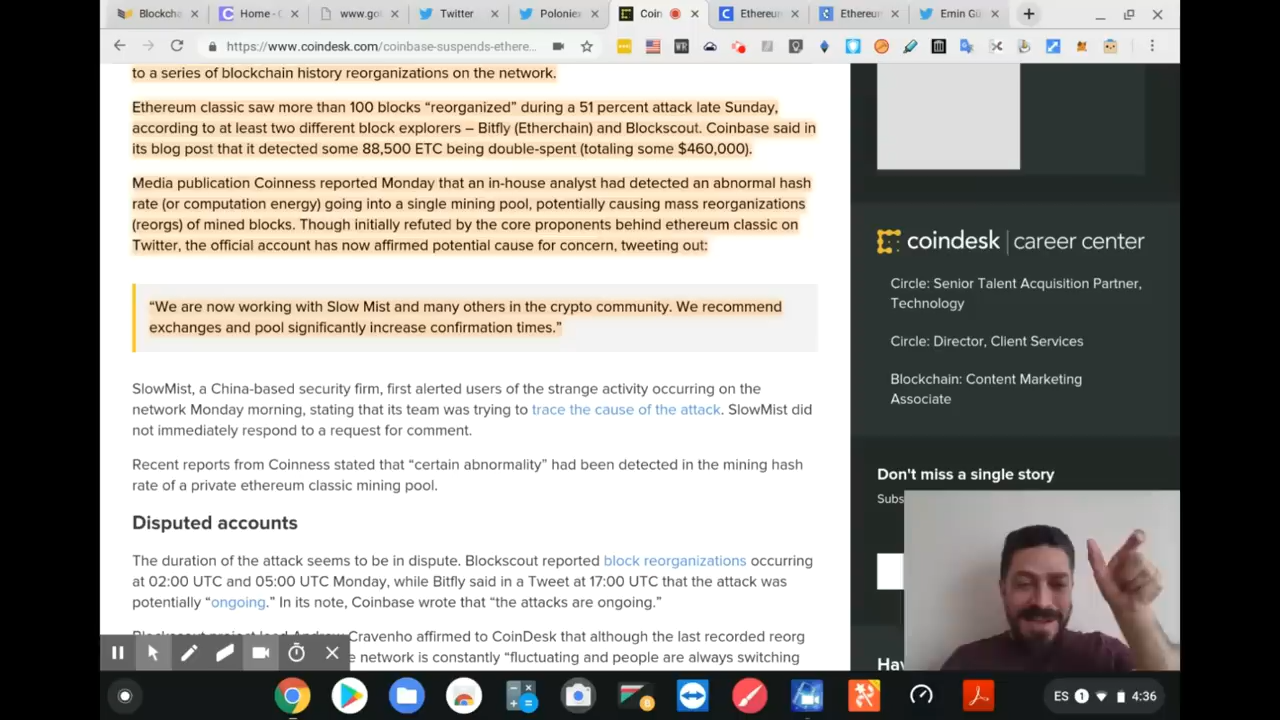 Blockcha
Home - C
www.go
Twitter
Polonie
Coin
Ethereu
Ethereu
Emin Gü
https://www.coindesk.com/coinbase-suspends-ethere...
to a series of blockchain history reorganizations on the network.
Ethereum classic saw more than 100 blocks “reorganized” during a 51 percent attack late Sunday,
according to at least two different block explorers – Bitfly (Etherchain) and Blockscout. Coinbase said in
its blog post that it detected some 88,500 ETC being double-spent (totaling some $460,000).
Media publication Coinness reported Monday that an in-house analyst had detected an abnormal hash
rate (or computation energy) going into a single mining pool, potentially causing mass reorganizations
(reorgs) of mined blocks. Though initially refuted by the core proponents behind ethereum classic on
Twitter, the official account has now affirmed potential cause for concern, tweeting out:
“We are now working with Slow Mist and many others in the crypto community. We recommend
exchanges and pool significantly increase confirmation times.”
SlowMist, a China-based security firm, first alerted users of the strange activity occurring on the
network Monday morning, stating that its team was trying to trace the cause of the attack. SlowMist did
not immediately respond to a request for comment.
Recent reports from Coinness stated that “certain abnormality” had been detected in the mining hash
rate of a private ethereum classic mining pool.
Disputed accounts
The duration of the attack seems to be in dispute. Blockscout reported block reorganizations occurring
at 02:00 UTC and 05:00 UTC Monday, while Bitfly said in a Tweet at 17:00 UTC that the attack was
potentially “ongoing.” In its note, Coinbase wrote that “the attacks are ongoing.”
Cravenho affirmed to CoinDesk that although the last recorded reorg
e network is constantly “fluctuating and people are always switching
coindesk | career center
Circle: Senior Talent Acquisition Partner,
Technology
Circle: Director, Client Services
Blockchain: Content Marketing
Associate
Don't miss a single story
Subs
Hav
ES 1 4:36